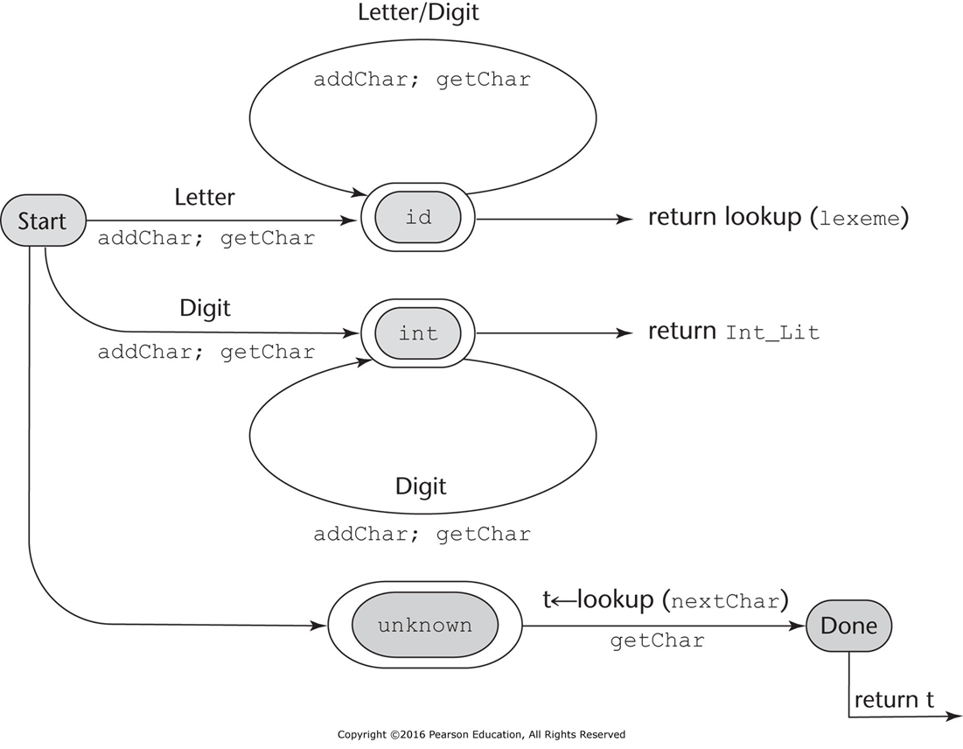 Letter/Digit
addChar; getChar
Start
Letter
addChar; getChar
id
return lookup (lexeme)
Digit
addChar; getChar
int
return Int_Lit
Digit
addChar; getChar
unknown
t←lookup (nextChar)
getChar
Done
return t
Copyright ©2016 Pearson Education, All Rights Reserved